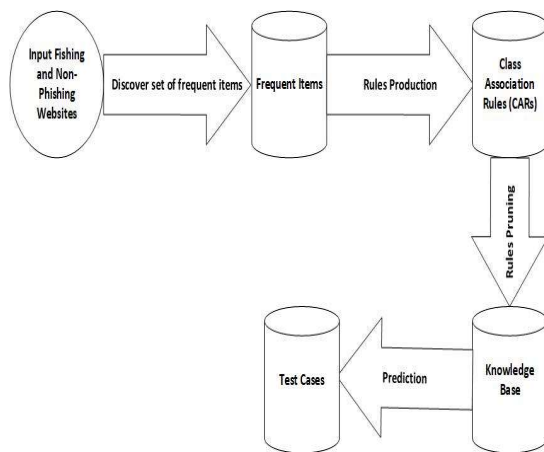 Input Fishing
and Non-
Phishing
Websites
Discover set of frequent items
Frequent Items
Rules Production
Class
Association
Rules (CARs)
Rules Pruning
Test Cases
Prediction
Knowledge
Base